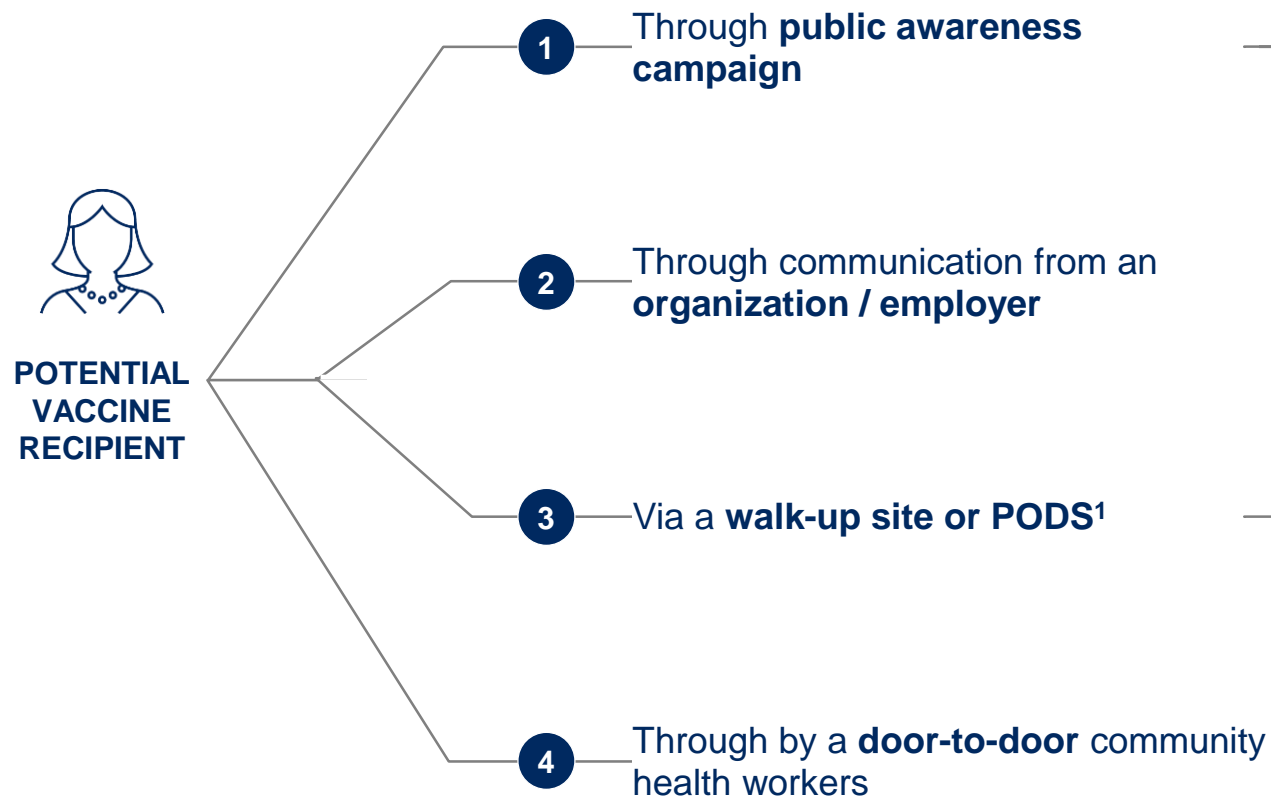 1
Through public awareness
campaign
2
Through communication from an
organization / employer
POTENTIAL
VACCINE
RECIPIENT
3
Via a walk-up site or PODS¹
4
Through by a door-to-door community
health workers